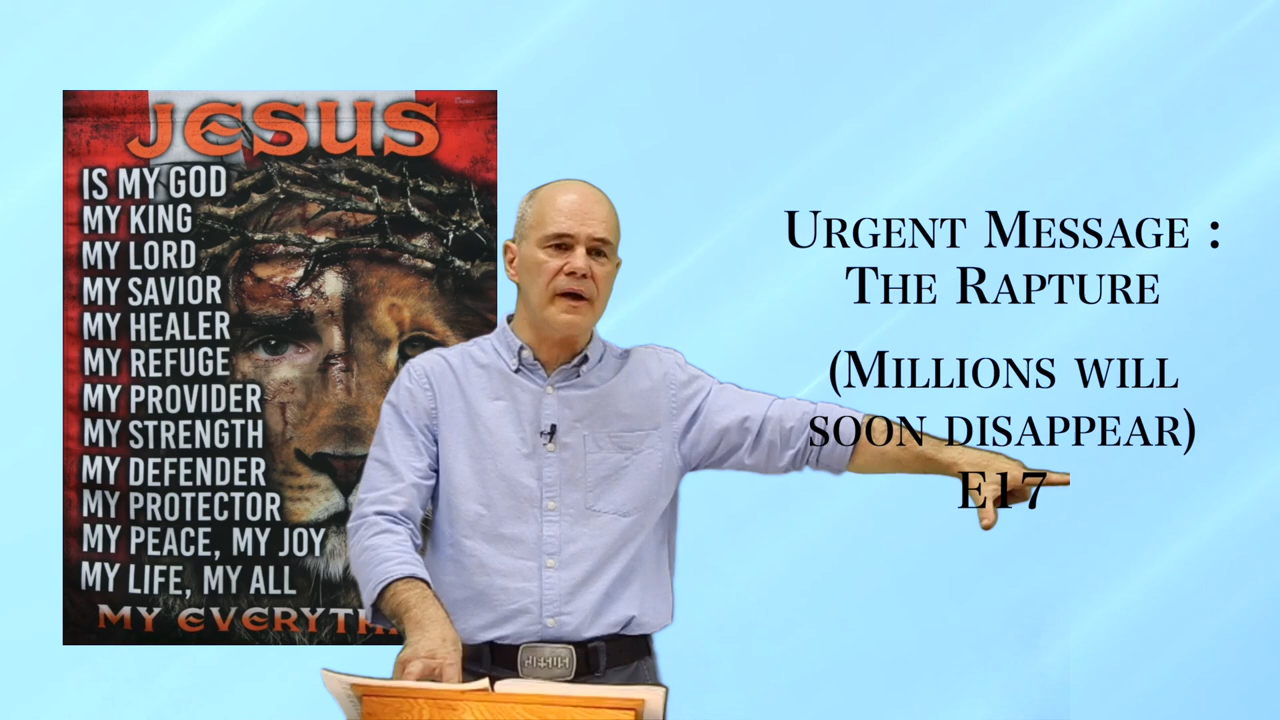 JESUS
IS MY GOD
MY KING
MY LORD
MY SAVIOR
MY HEALER
MY REFUGE
MY PROVIDER
MY STRENGTH
MY DEFENDER
MY PROTECTOR
MY PEACE, MY JOY
MY LIFE, MY ALL
MY EVERYTH
URGENT MESSAGE :
THE RAPTURE
(MILLIONS WILL
SOON DISAPPEAR)
E17
JESUS